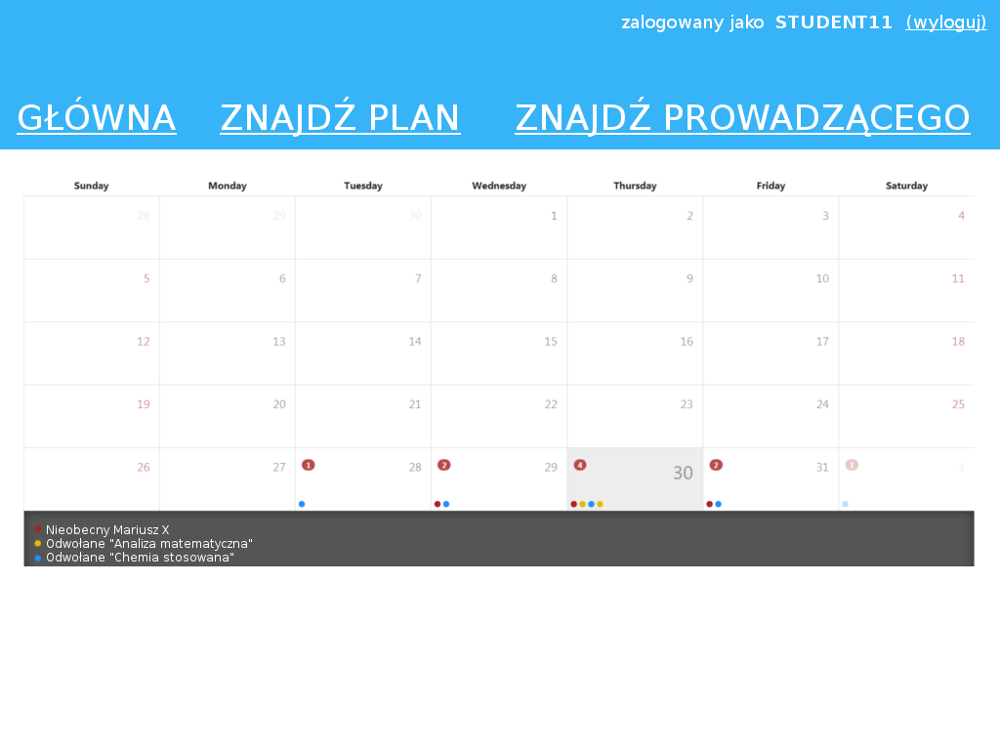 zalogowany jako STUDENT11 (wyloguj)
GŁÓWNA ZNAJDŹ PLAN ZNAJDŹ PROWADZĄCEGO
Sunday Monday Tuesday Wednesday Thursday Friday Saturday
28 29 30 1 2 3 4
5 6 7 8 9 10 11
12 13 14 15 16 17 18
19 20 21 22 23 24 25
26 27 1 28 2 29 4 30 2 31 1 1
Nieobecny Mariusz X
Odwołane "Analiza matematyczna"
Odwołane "Chemia stosowana"